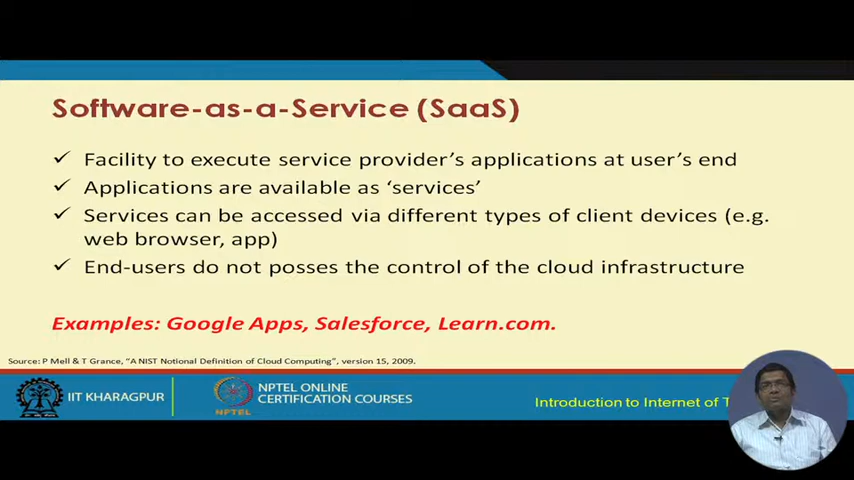 Software-as-a-Service (SaaS)
✓ Facility to execute service provider's applications at user's end
✓ Applications are available as 'services'
✓ Services can be accessed via different types of client devices (e.g.
web browser, app)
✓ End-users do not posses the control of the cloud infrastructure
Examples: Google Apps, Salesforce, Learn.com.
Source: P Mell & T Grance, "A NIST Notional Definition of Cloud Computing", version 15, 2009.
IIT KHARAGPUR
NPTEL
NPTEL ONLINE
CERTIFICATION COURSES
Introduction to Internet of